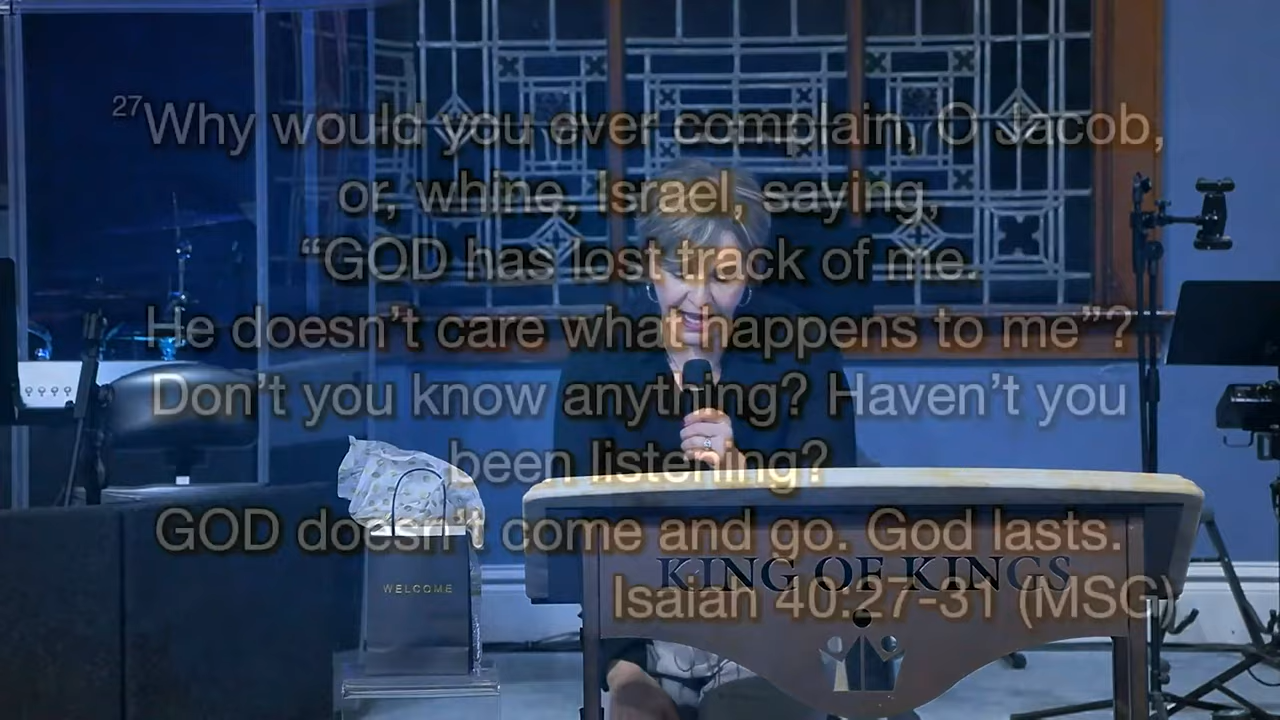 27Why would you ever complain, O Jacob,
or, whine, Israel, saying,
“GOD has lost track of me.
He doesn’t care what happens to me”?
Don’t you know anything? Haven’t you
been listening?
GOD doesn’t come and go. God lasts.
Isaiah 40:27-31 (MSG)
KING OF KINGS
WELCOME